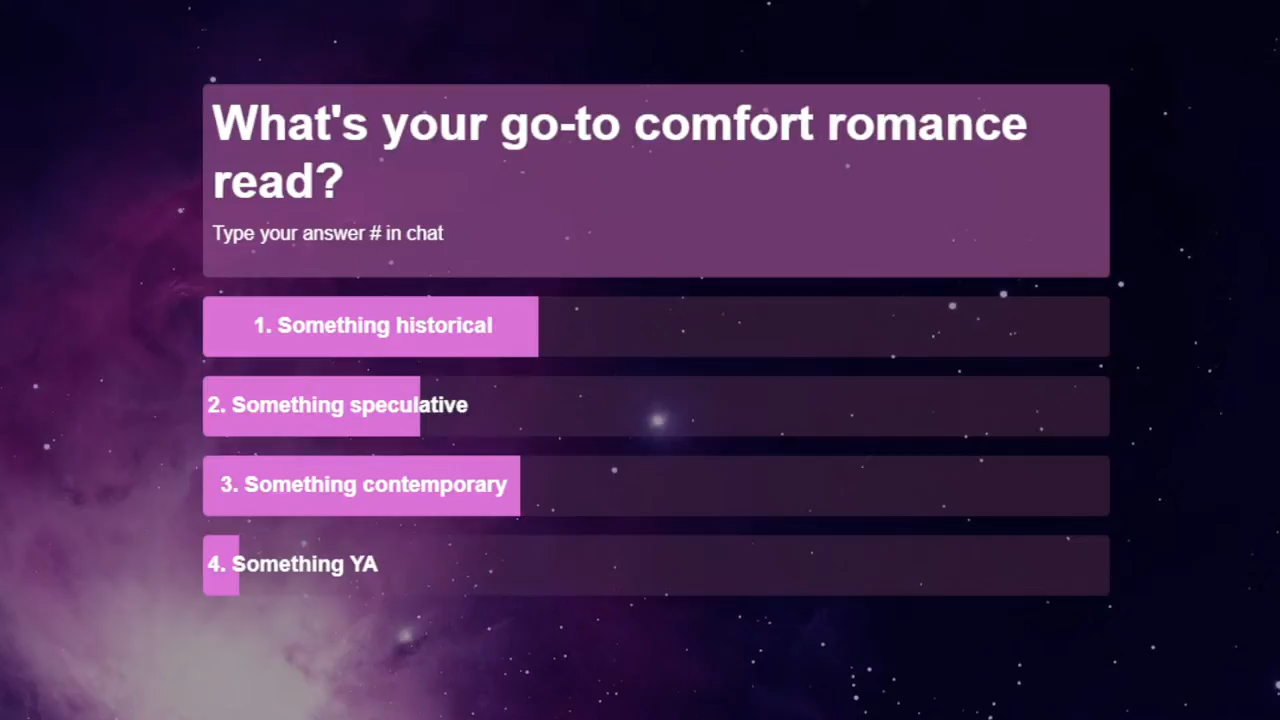 What's your go-to comfort romance
read?
Type your answer # in chat
1. Something historical
2. Something speculative
3. Something contemporary
4. Something YA